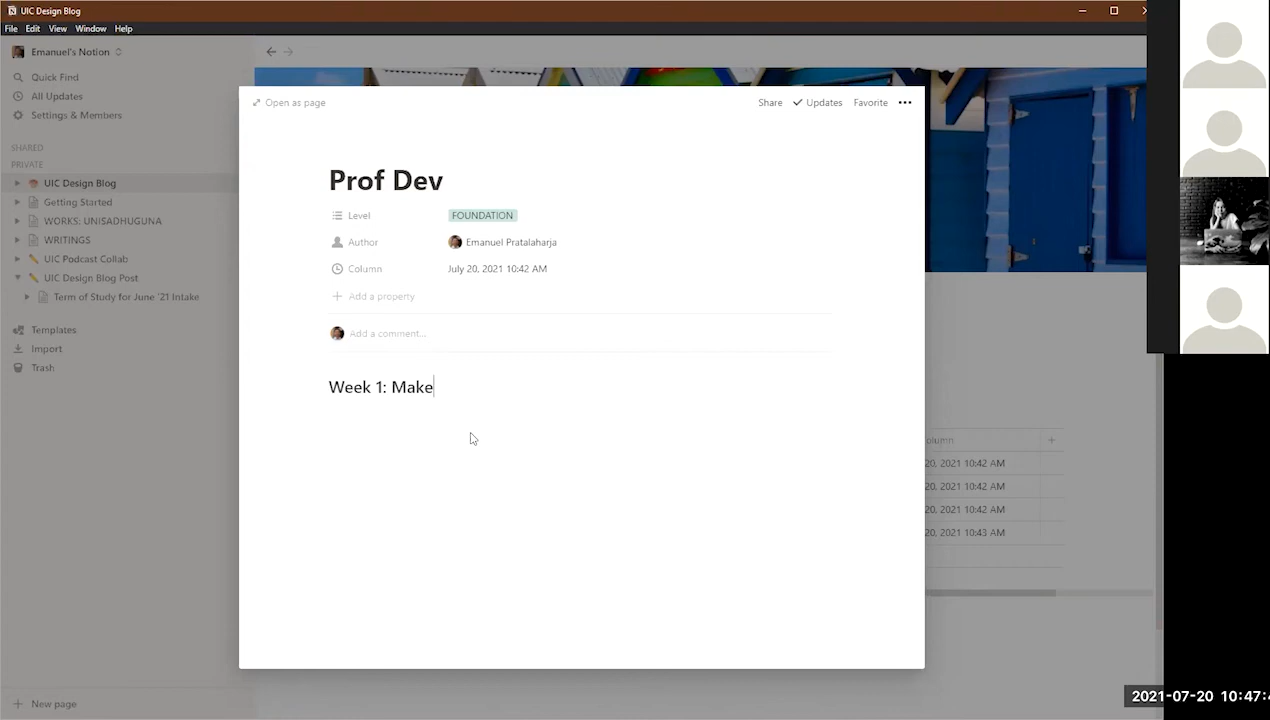 UIC Design Blog
File Edit View Window Help
Emanuel's Notion
Quick Find
All Updates
Settings & Members
SHARED
PRIVATE
UIC Design Blog
Getting Started
WORKS: UNISADHUGUNA
WRITINGS
UIC Podcast Collab
UIC Design Blog Post
Term of Study for June '21 Intake
Templates
Import
Trash
New page
Open as page
Share Updates Favorite
Prof Dev
Level FOUNDATION
Author Emanuel Pratalaharja
Column July 20, 2021 10:42 AM
Add a property
Add a comment...
Week 1: Make
olumn
20, 2021 10:42 AM
20, 2021 10:42 AM
20, 2021 10:42 AM
20, 2021 10:43 AM
2021-07-20 10:47:4